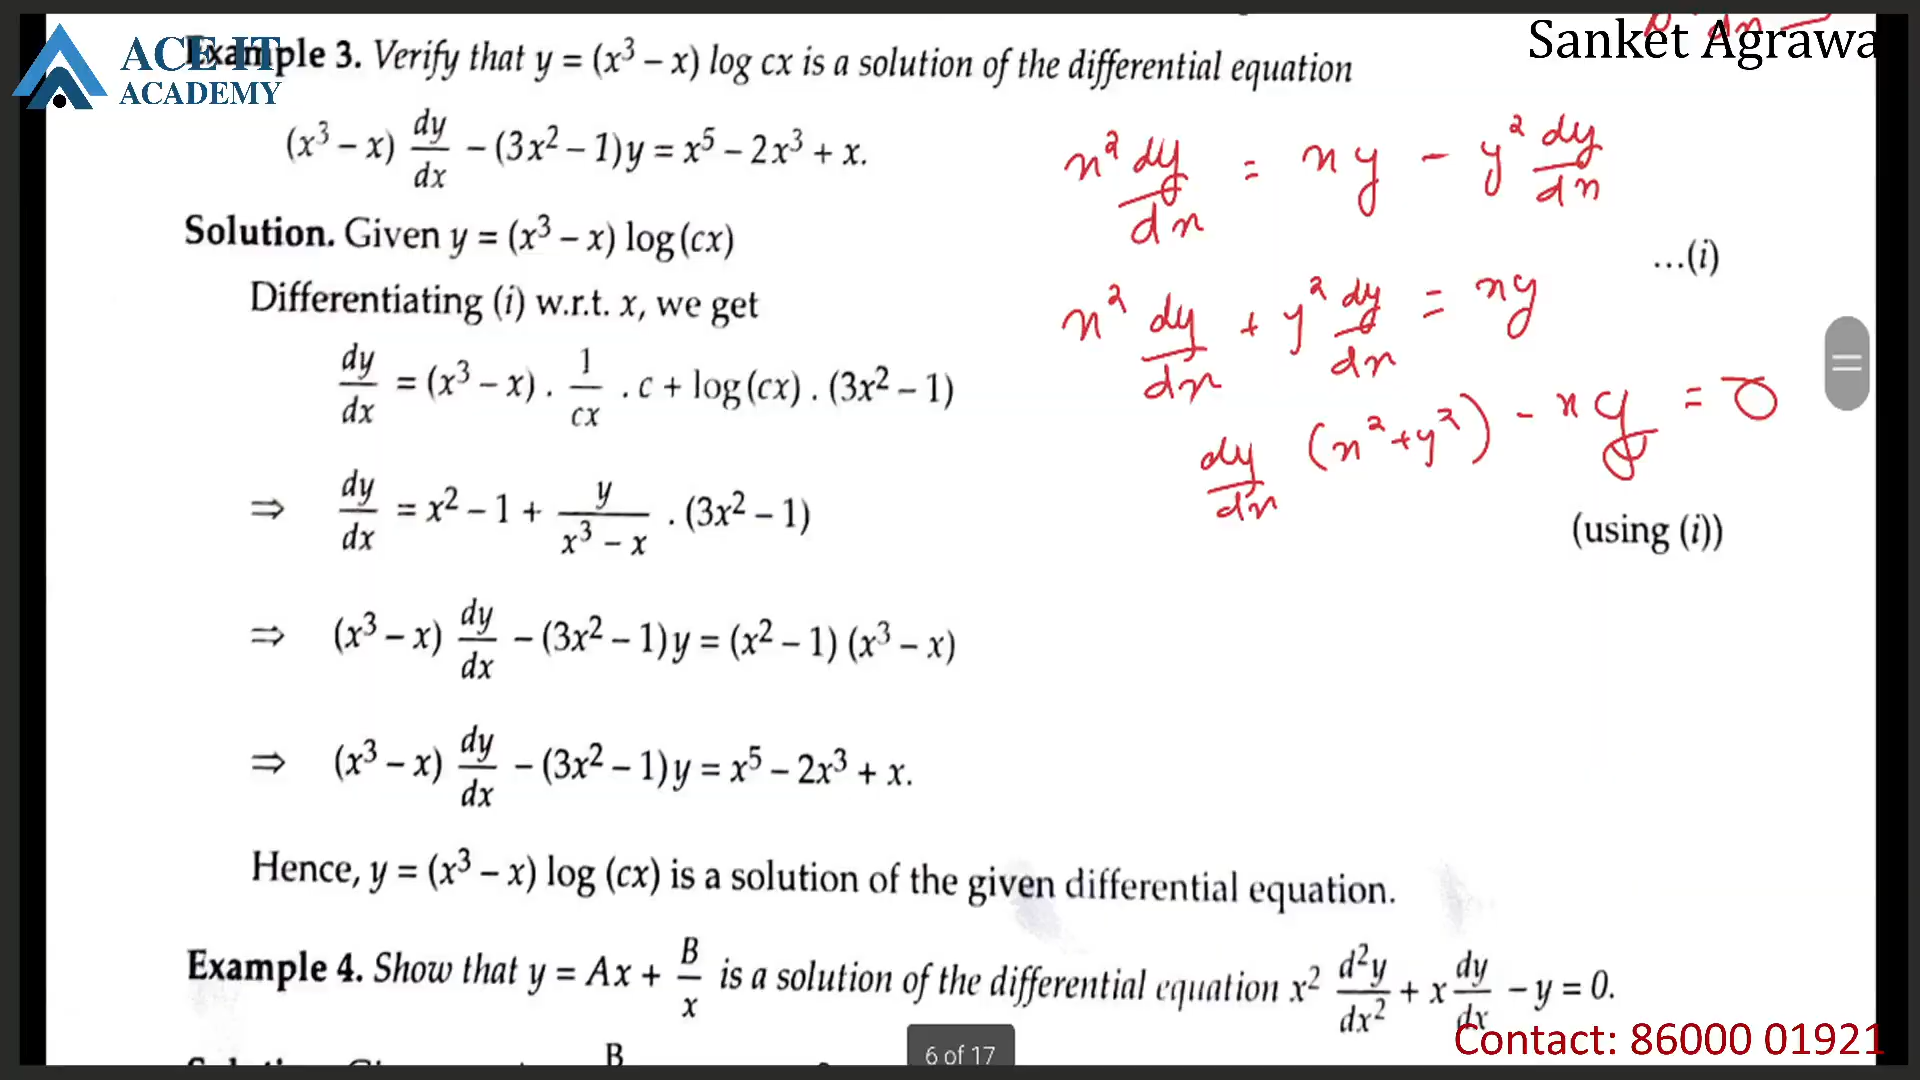 ACE IT
ACADEMY
Sanket Agrawa
Example 3. Verify that y = (x³ – x) log cx is a solution of the differential equation
(x³ – x) dy/dx – (3x² – 1)y = x⁵ – 2x³ + x.
x² dy/dx = xy – y² dy/dx
Solution. Given y = (x³ – x) log (cx) ...(i)
Differentiating (i) w.r.t. x, we get
x² dy/dx + y² dy/dx = xy
dy/dx = (x³ – x) . 1/cx . c + log (cx) . (3x² – 1)
dy/dx (x² + y²) – xy = 0
⇒ dy/dx = x² – 1 + y/(x³ – x) . (3x² – 1) (using (i))
⇒ (x³ – x) dy/dx – (3x² – 1)y = (x² – 1) (x³ – x)
⇒ (x³ – x) dy/dx – (3x² – 1)y = x⁵ – 2x³ + x.
Hence, y = (x³ – x) log (cx) is a solution of the given differential equation.
Example 4. Show that y = Ax + B/x is a solution of the differential equation x² d²y/dx² + x dy/dx – y = 0.
Contact: 86000 01921
6 of 17
B